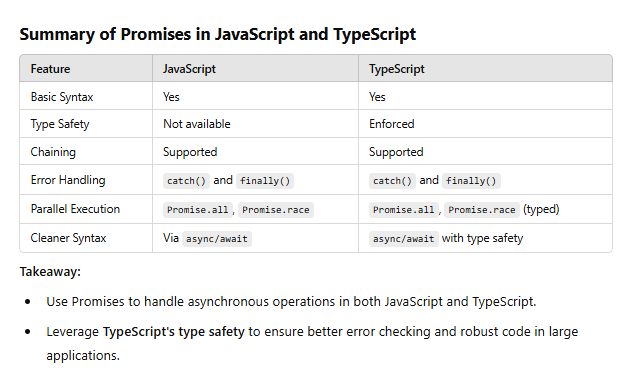 Summary of Promises in JavaScript and TypeScript
Feature JavaScript TypeScript
Basic Syntax Yes Yes
Type Safety Not available Enforced
Chaining Supported Supported
Error Handling catch() and finally() catch() and finally()
Parallel Execution Promise.all, Promise.race Promise.all, Promise.race (typed)
Cleaner Syntax Via async/await async/await with type safety
Takeaway:
• Use Promises to handle asynchronous operations in both JavaScript and TypeScript.
• Leverage TypeScript's type safety to ensure better error checking and robust code in large
applications.